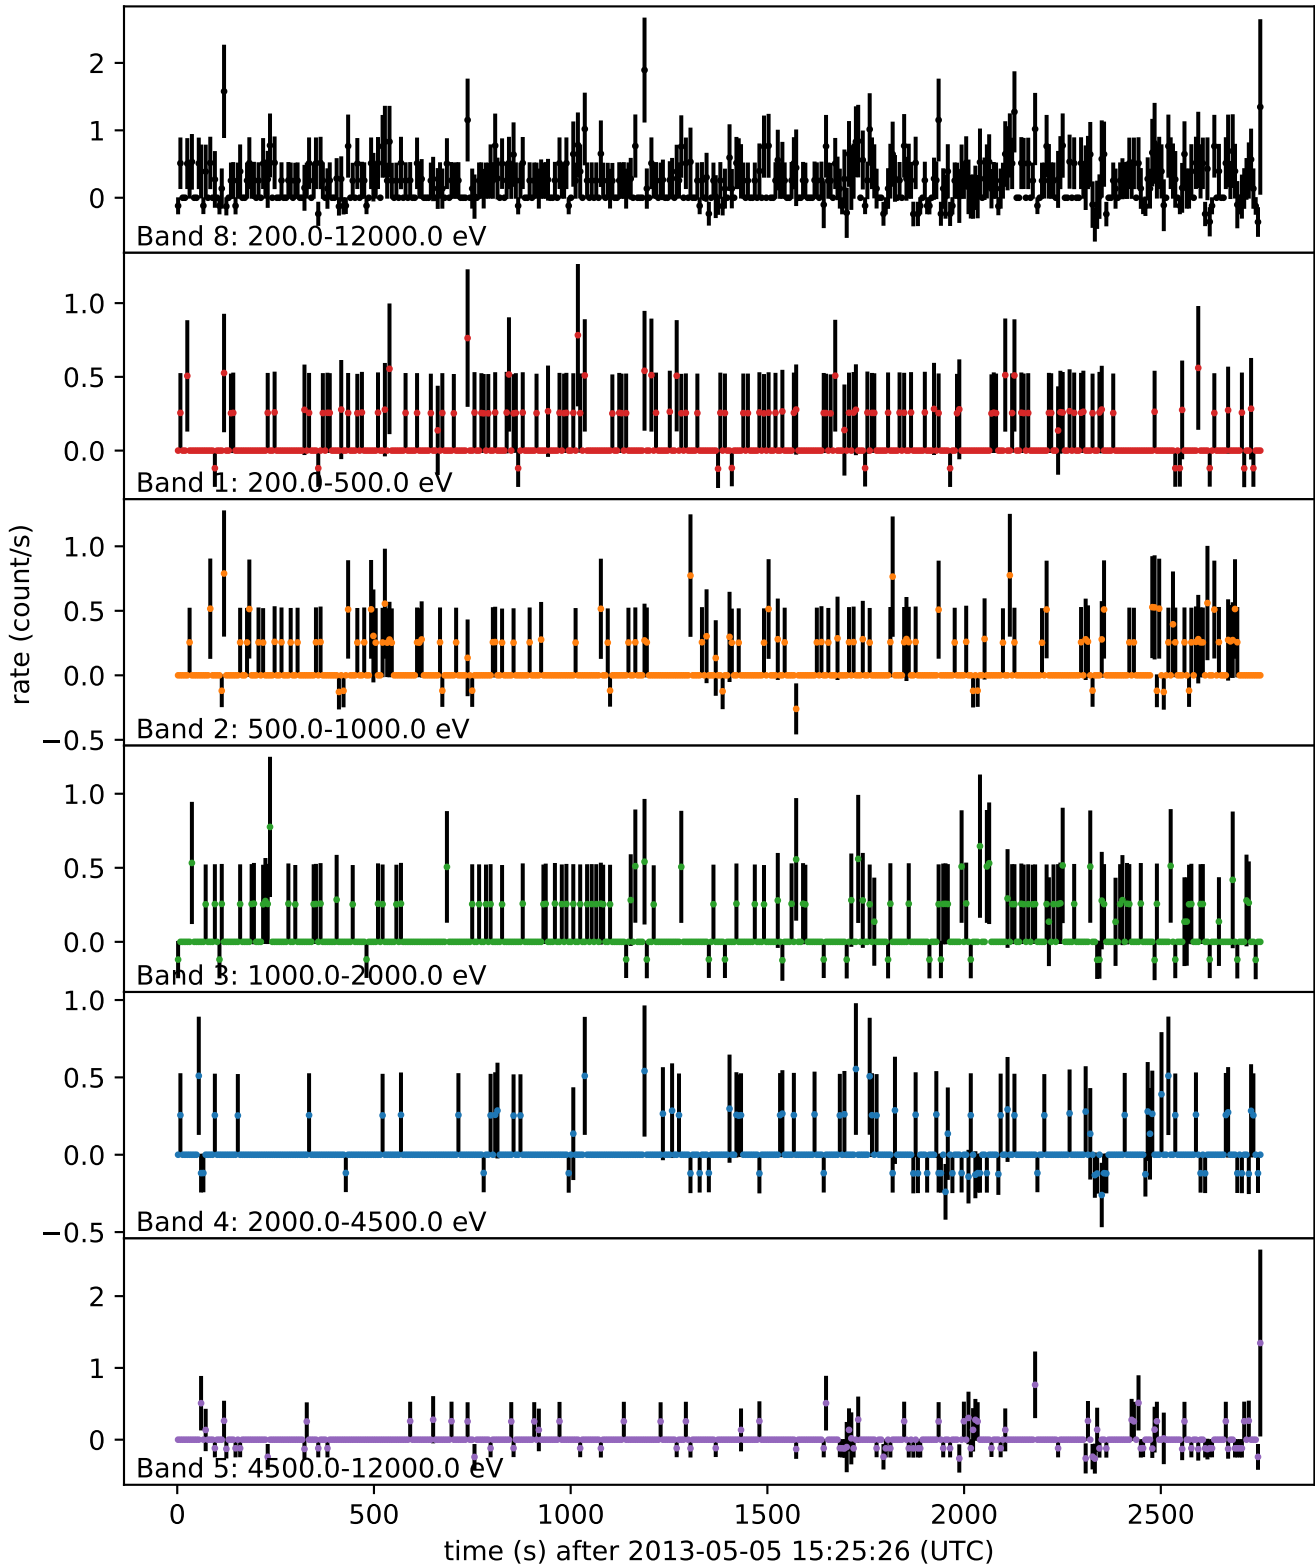 2
1
0
Band 8: 200.0-12000.0 eV
1.0
0.5
0.0
Band 1: 200.0-500.0 eV
rate (count/s)
1.0
0.5
0.0
−0.5
Band 2: 500.0-1000.0 eV
1.0
0.5
0.0
Band 3: 1000.0-2000.0 eV
1.0
0.5
0.0
−0.5
Band 4: 2000.0-4500.0 eV
2
1
0
Band 5: 4500.0-12000.0 eV
0 500 1000 1500 2000 2500
time (s) after 2013-05-05 15:25:26 (UTC)